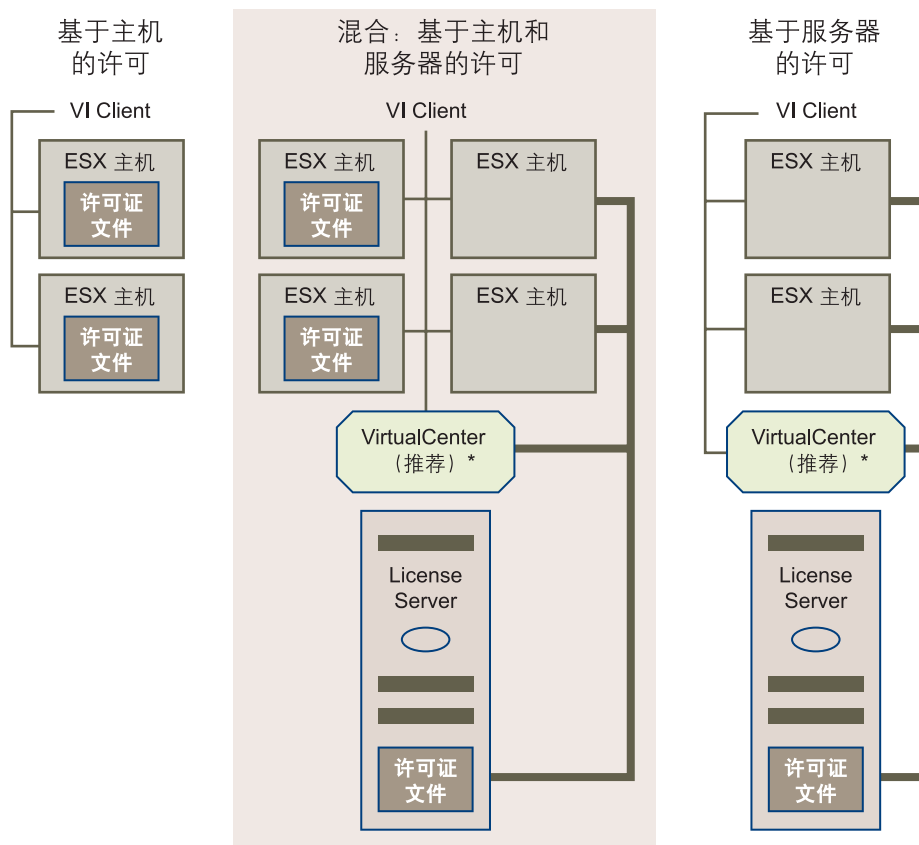 基于主机
的许可
VI Client
ESX 主机
许可证
文件
ESX 主机
许可证
文件
混合：基于主机和
服务器的许可
VI Client
ESX 主机
许可证
文件
ESX 主机
ESX 主机
许可证
文件
ESX 主机
VirtualCenter
（推荐）*
License
Server
许可证
文件
基于服务器
的许可
VI Client
ESX 主机
ESX 主机
VirtualCenter
（推荐）*
License
Server
许可证
文件